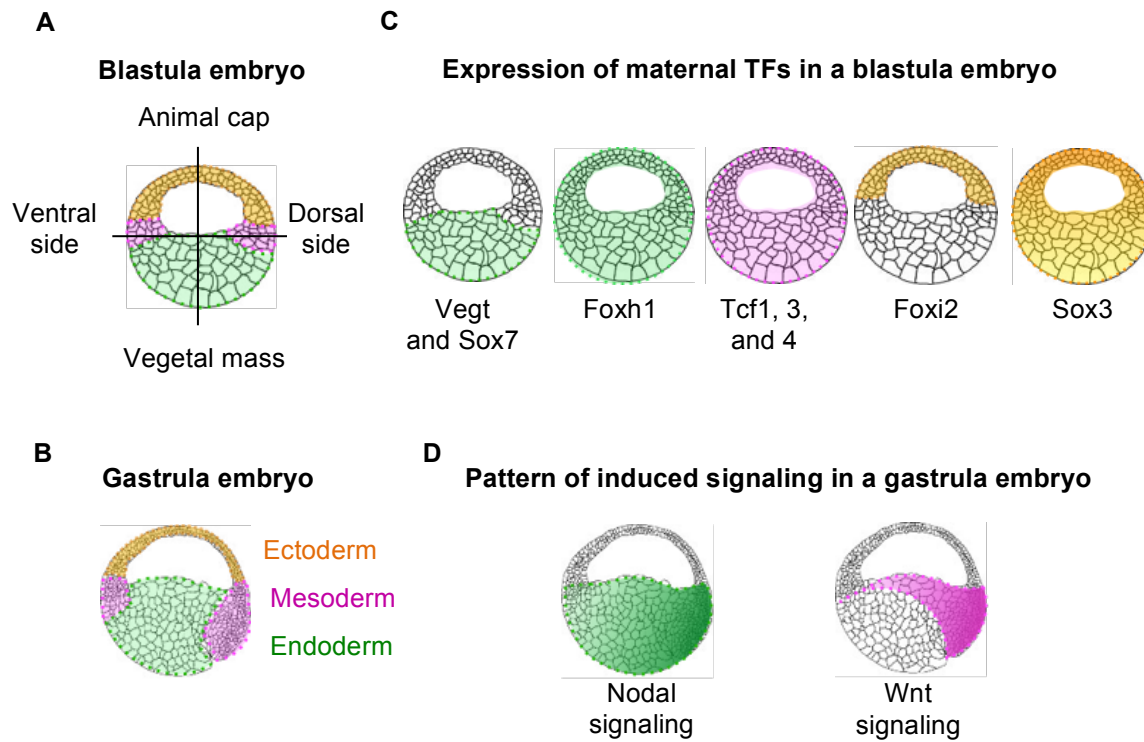 A
Blastula embryo
Animal cap
Ventral
side
Dorsal
side
Vegetal mass
C
Expression of maternal TFs in a blastula embryo
Vegt
and Sox7
Foxh1
Tcf1, 3,
and 4
Foxi2
Sox3
B
Gastrula embryo
Ectoderm
Mesoderm
Endoderm
D
Pattern of induced signaling in a gastrula embryo
Nodal
signaling
Wnt
signaling